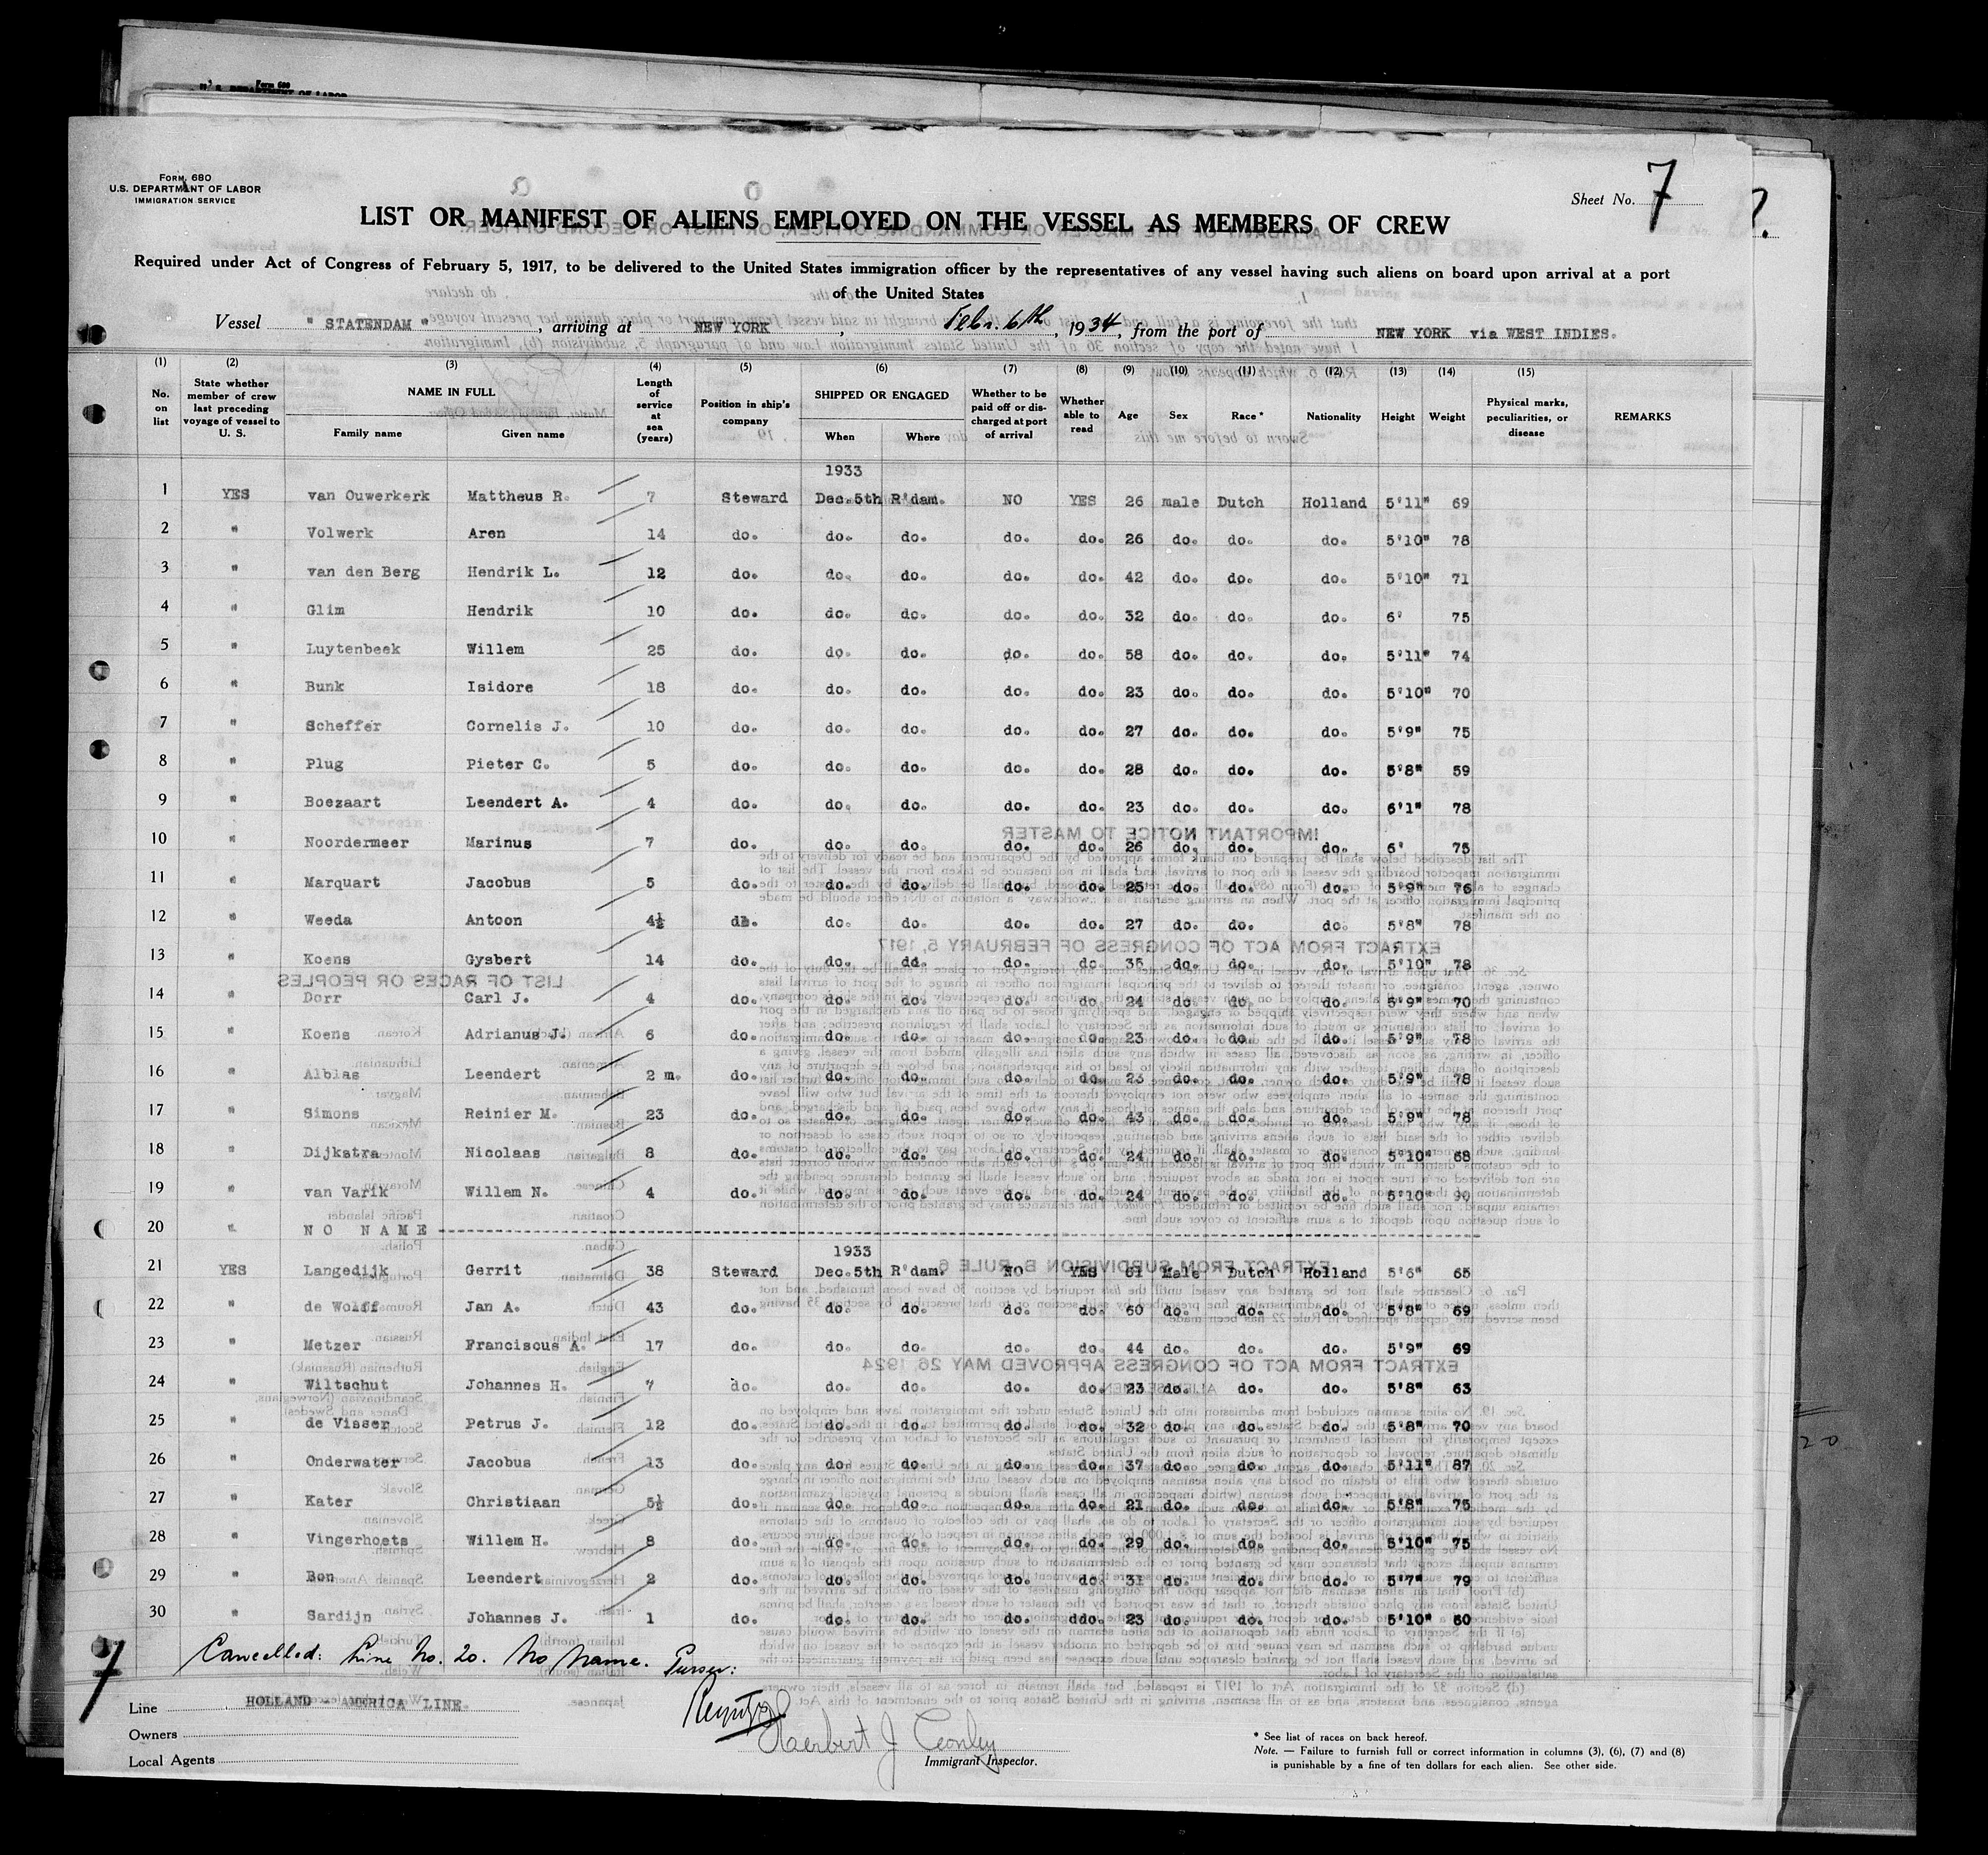 Form 680
U.S. DEPARTMENT OF LABOR
IMMIGRATION SERVICE
Sheet No. 7
LIST OR MANIFEST OF ALIENS EMPLOYED ON THE VESSEL AS MEMBERS OF CREW
Required under Act of Congress of February 5, 1917, to be delivered to the United States immigration officer by the representatives of any vessel having such aliens on board upon arrival at a port
of the United States
Vessel "STATENDAM", arriving at NEW YORK, Febr. 6th, 1934, from the port of NEW YORK via WEST INDIES.
(1) (2) (3) (4) (5) (6) (7) (8) (9) (10) (11) (12) (13) (14) (15)
No. on list | State whether member of crew last preceding voyage of vessel to U. S. | NAME IN FULL Family name Given name | Length of service at sea (years) | Position in ship's company | SHIPPED OR ENGAGED When Where | Whether to be paid off or discharged at port of arrival | Whether able to read | Age | Sex | Race * | Nationality | Height | Weight | Physical marks, peculiarities, or disease | REMARKS
1933
1 YES van Ouwerkerk Mattheus R. 7 Steward Dec.5th R'dam. NO YES 26 male Dutch Holland 5'11" 69
2 " Volwerk Aren 14 do. do. do. do. do. 26 do. do. do. 5'10" 78
3 " van den Berg Hendrik L. 12 do. do. do. do. do. 42 do. do. do. 5'10" 71
4 " Glim Hendrik 10 do. do. do. do. do. 32 do. do. do. 6' 75
5 " Luytenbeek Willem 25 do. do. do. do. do. 58 do. do. do. 5'11" 74
6 " Bunk Isidore 18 do. do. do. do. do. 23 do. do. do. 5'10" 70
7 " Scheffer Cornelis J. 10 do. do. do. do. do. 27 do. do. do. 5'9" 75
8 " Plug Pieter C. 5 do. do. do. do. do. 28 do. do. do. 5'8" 59
9 " Boezaart Leendert A. 4 do. do. do. do. do. 23 do. do. do. 6'1" 78
10 " Noordermeer Marinus 7 do. do. do. do. do. 26 do. do. do. 6' 75
11 " Marquart Jacobus 5 do. do. do. do. do. 25 do. do. do. 5'9" 76
12 " Weeda Antoon 4½ do. do. do. do. do. 27 do. do. do. 5'8" 78
13 " Koens Gysbert 14 do. do. dd. do. do 35 do. do. do. 5'10" 78
14 " Dorr Carl J. 4 do. do. do. do. do. 24 do. do. do. 5'9" 70
15 " Koens Adrianus J. 6 do. do. do. do. do. 23 do. do. do. 5'9" 78
16 " Alblas Leendert 2 m. do. do. do. do. do. 23 do. do. do. 5'9" 78
17 " Simons Reinier M. 23 do. do. do. do. do. 43 do. do. do. 5'9" 78
18 " Dijkstra Nicolaas 8 do. do. do. do. do. 24 do. do. do. 5'10" 68
19 " van Varik Willem N. 4 do. do. do. do. do. 24 do. do. do. 5'10" 90
20 " NO NAME
1933
21 YES Langedijk Gerrit 38 Steward Dec.5th R'dam. NO YES 61 Male Dutch Holland 5'6" 65
22 " de Wolff Jan A. 43 do. do. do. do. do. 60 do. do. do. 5'8" 69
23 " Metzer Franciscus A. 17 do. do. do. do. do. 44 do. do. do. 5'9" 69
24 " Wiltschut Johannes H. 7 do. do. do. do. do. 23 do. do. do. 5'8" 63
25 " de Visser Petrus J. 12 do. do. do. do. do. 32 do. do. do. 5'8" 70
26 " Onderwater Jacobus 13 do. do. do. do. do. 37 do. do. do. 5'11" 87
27 " Kater Christiaan 5½ do. do. do. do. do. 21 do. do. do. 5'8" 75
28 " Vingerhoets Willem H. 8 do. do. do. do. do. 29 do. do. do. 5'10" 75
29 " Bon Leendert 2 do. do. do. do. do. 31 do. do. do. 5'7" 79
30 " Sardijn Johannes J. 1 do. do. do. do. ddo. 23 do. do. do. 5'10" 60
Cancelled: Line No. 20. No Name. Purser:
7
Line HOLLAND - AMERICA LINE.
Owners
Local Agents
Immigrant Inspector.
* See list of races on back hereof.
Note. — Failure to furnish full or correct information in columns (3), (6), (7) and (8)
is punishable by a fine of ten dollars for each alien. See other side.